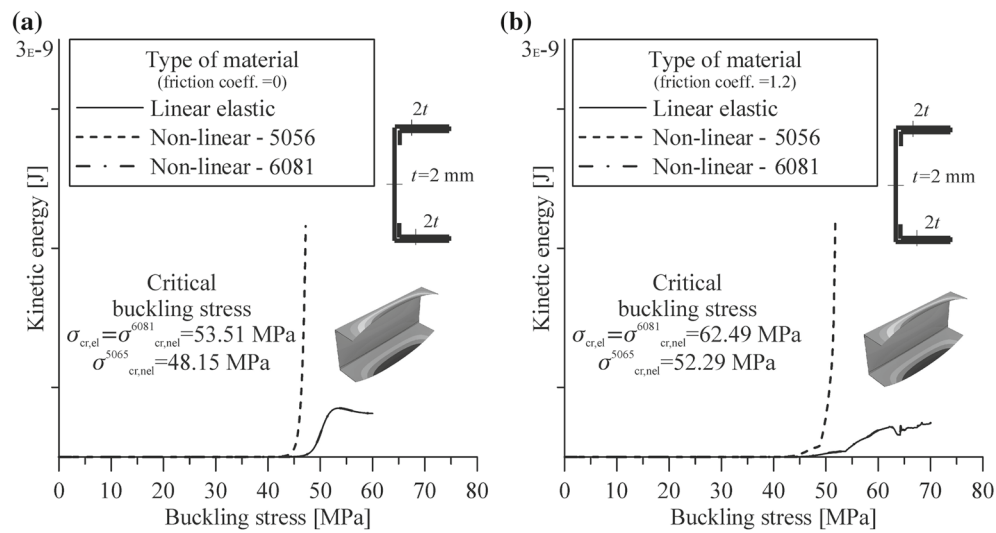 (a)
3E-9
Type of material
(friction coeff. =0)
Linear elastic
Non-linear - 5056
Non-linear - 6081
2t
t=2 mm
2t
Kinetic energy [J]
Critical
buckling stress
σcr,el=σ6081cr,nel=53.51 MPa
σ5065cr,nel=48.15 MPa
0 10 20 30 40 50 60 70 80
Buckling stress [MPa]
(b)
3E-9
Type of material
(friction coeff. =1.2)
Linear elastic
Non-linear - 5056
Non-linear - 6081
2t
t=2 mm
2t
Kinetic energy [J]
Critical
buckling stress
σcr,el=σ6081cr,nel=62.49 MPa
σ5065cr,nel=52.29 MPa
0 10 20 30 40 50 60 70 80
Buckling stress [MPa]